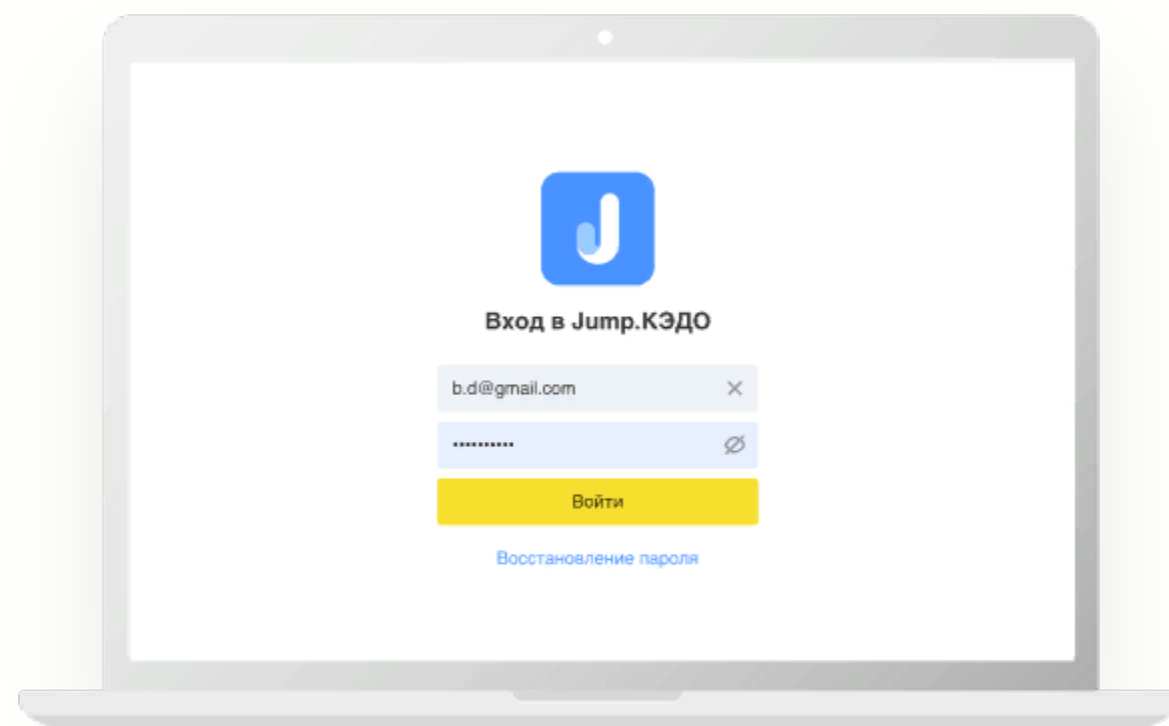 Вход в Jump.КЭДО
b.d@gmail.com
••••••••••
Войти
Восстановление пароля